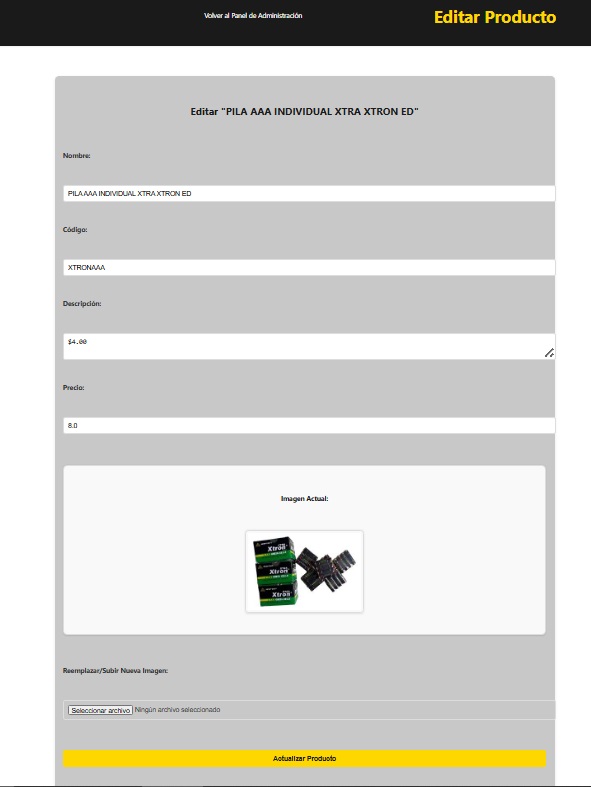 Volver al Panel de Administración
Editar Producto
Editar "PILA AAA INDIVIDUAL XTRA XTRON ED"
Nombre:
PILA AAA INDIVIDUAL XTRA XTRON ED
Código:
XTRONAAA
Descripción:
$4.00
Precio:
8.0
Imagen Actual:
Xtron
Xtron
Xtron
Reemplazar/Subir Nueva Imagen:
Seleccionar archivo Ningún archivo seleccionado
Actualizar Producto